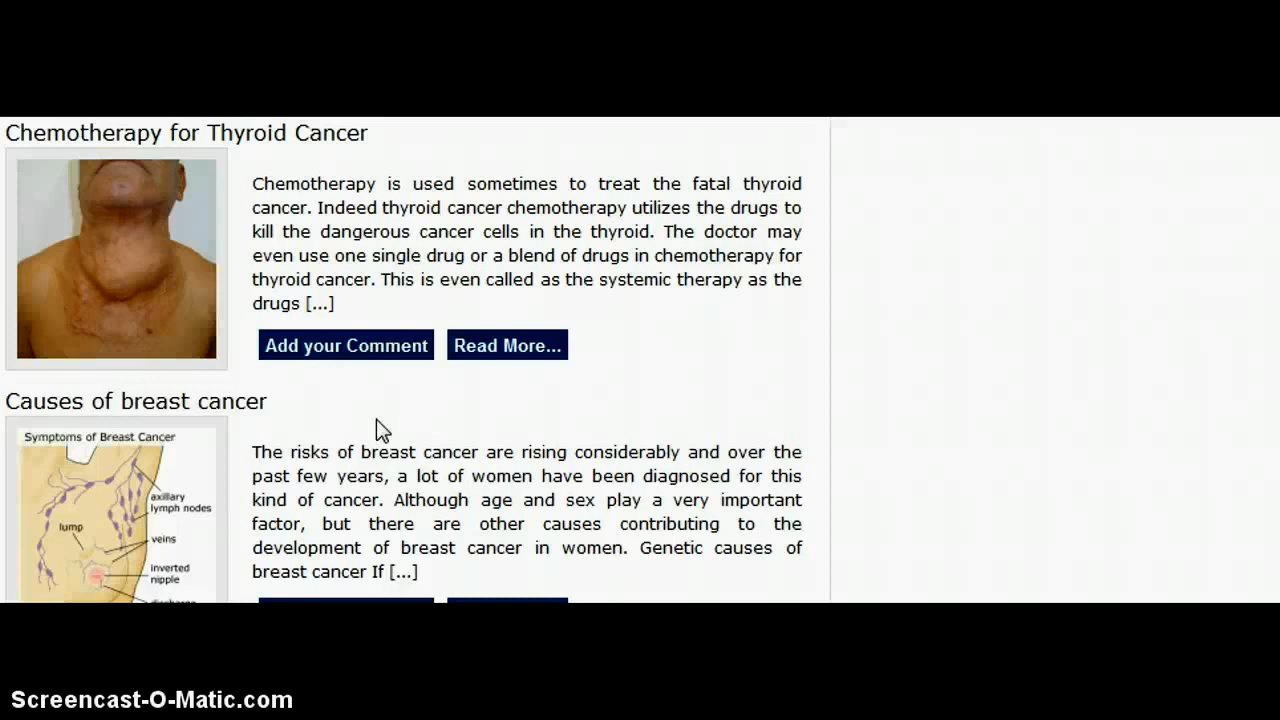 Chemotherapy for Thyroid Cancer
Chemotherapy is used sometimes to treat the fatal thyroid
cancer. Indeed thyroid cancer chemotherapy utilizes the drugs to
kill the dangerous cancer cells in the thyroid. The doctor may
even use one single drug or a blend of drugs in chemotherapy for
thyroid cancer. This is even called as the systemic therapy as the
drugs [...]
Add your Comment
Read More...
Causes of breast cancer
Symptoms of Breast Cancer
axillary
lymph nodes
lump
veins
inverted
nipple
The risks of breast cancer are rising considerably and over the
past few years, a lot of women have been diagnosed for this
kind of cancer. Although age and sex play a very important
factor, but there are other causes contributing to the
development of breast cancer in women. Genetic causes of
breast cancer If [...]
Screencast-O-Matic.com